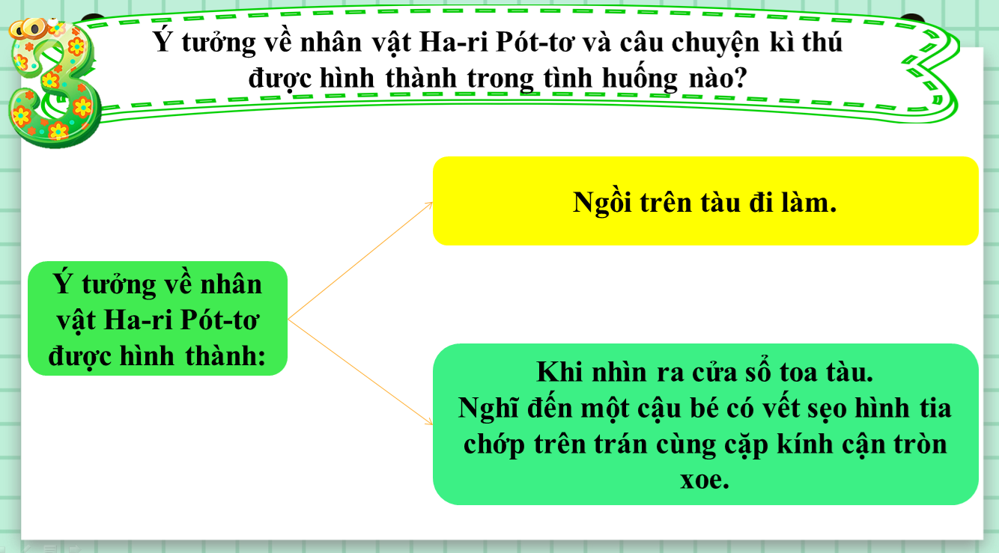 3
Ý tưởng về nhân vật Ha-ri Pót-tơ và câu chuyện kì thú
được hình thành trong tình huống nào?
Ngồi trên tàu đi làm.
Ý tưởng về nhân
vật Ha-ri Pót-tơ
được hình thành:
Khi nhìn ra cửa sổ toa tàu.
Nghĩ đến một cậu bé có vết sẹo hình tia
chớp trên trán cùng cặp kính cận tròn
xoe.